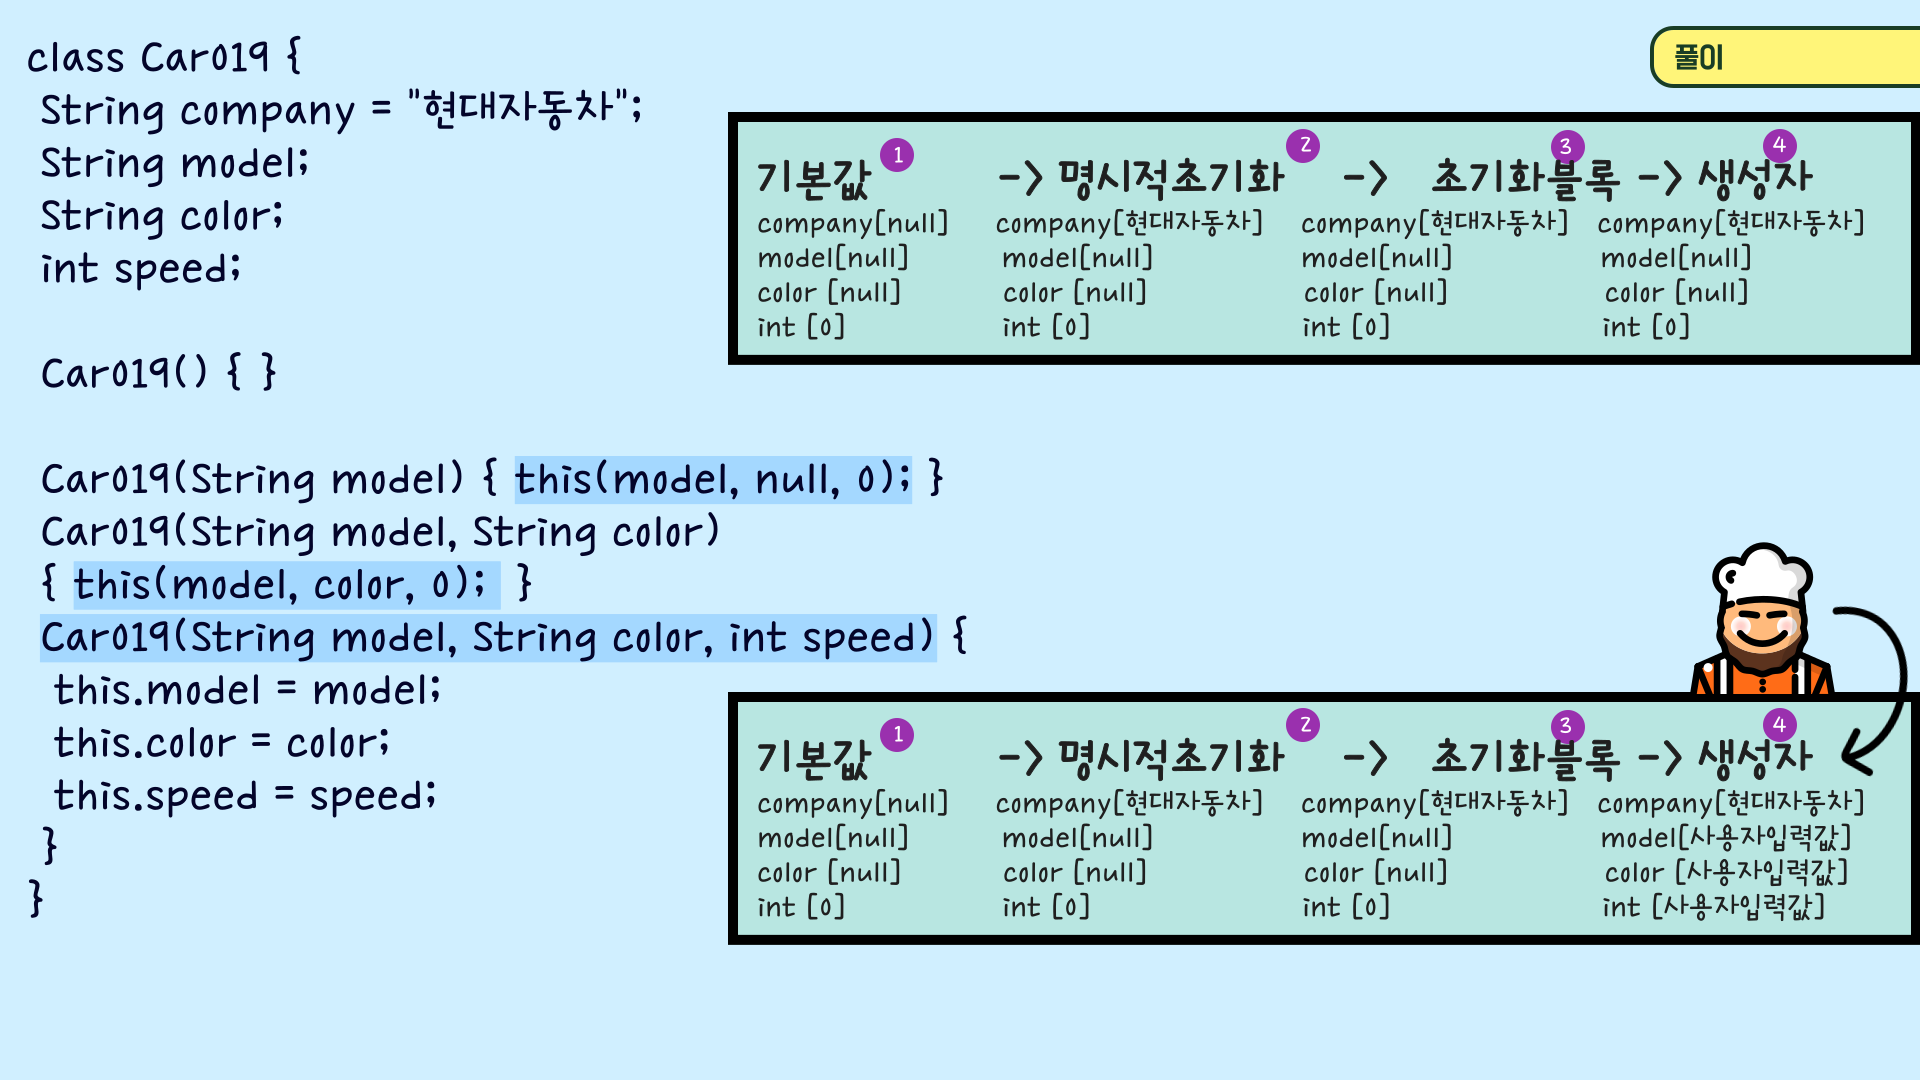 class Car019 {
String company = "현대자동차";
String model;
String color;
int speed;
Car019() { }
Car019(String model) { this(model, null, 0); }
Car019(String model, String color)
{ this(model, color, 0); }
Car019(String model, String color, int speed) {
this.model = model;
this.color = color;
this.speed = speed;
}
}
풀이
1 2 3 4
기본값 -> 명시적초기화 -> 초기화블록 -> 생성자
company[null] company[현대자동차] company[현대자동차] company[현대자동차]
model[null] model[null] model[null] model[null]
color [null] color [null] color [null] color [null]
int [0] int [0] int [0] int [0]
1 2 3 4
기본값 -> 명시적초기화 -> 초기화블록 -> 생성자
company[null] company[현대자동차] company[현대자동차] company[현대자동차]
model[null] model[null] model[null] model[사용자입력값]
color [null] color [null] color [null] color [사용자입력값]
int [0] int [0] int [0] int [사용자입력값]